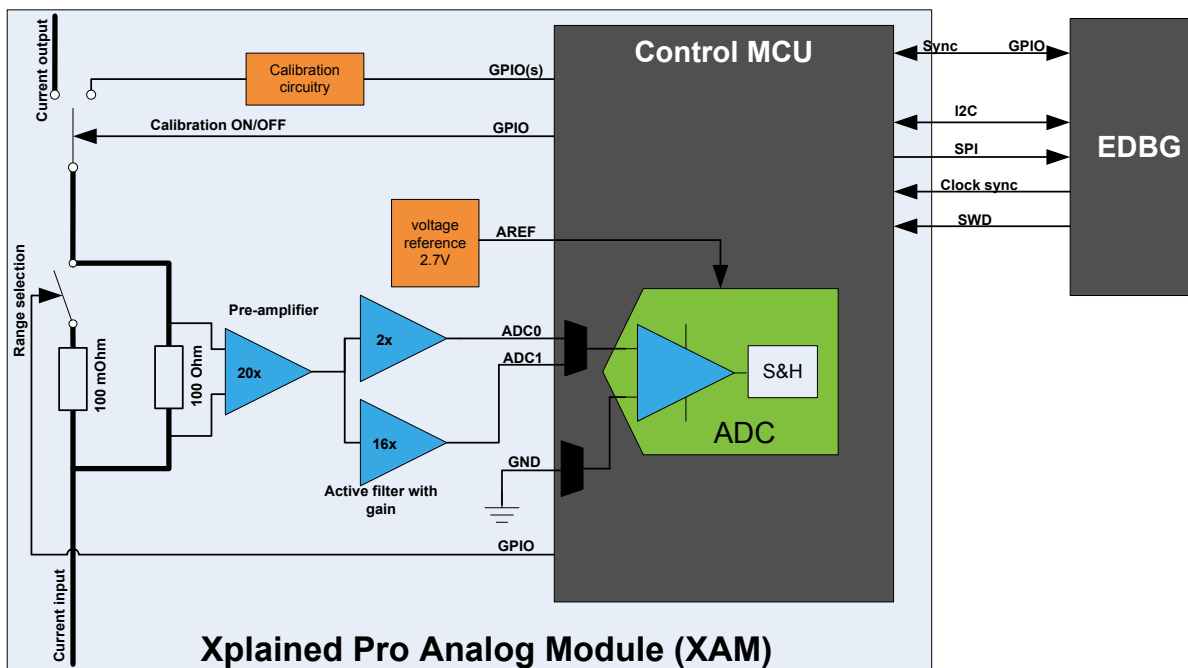 Current output
Calibration
circuitry
GPIO(s)
Control MCU
Sync
GPIO
Calibration ON/OFF
GPIO
I2C
SPI
EDBG
Clock sync
SWD
voltage
reference
2.7V
AREF
Range selection
Pre-amplifier
100 mOhm
100 Ohm
20x
2x
ADC0
ADC1
S&H
16x
ADC
GND
Active filter with
gain
GPIO
Current input
Xplained Pro Analog Module (XAM)